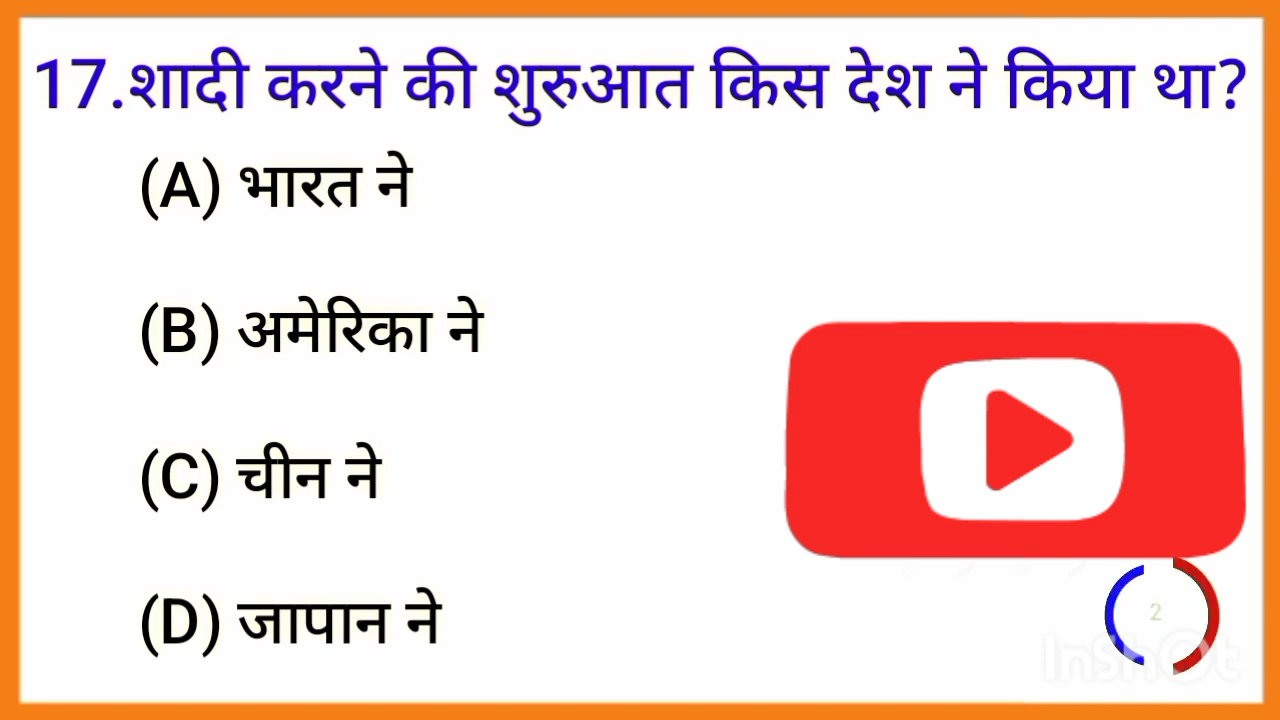 17.शादी करने की शुरुआत किस देश ने किया था?
(A) भारत ने
(B) अमेरिका ने
(C) चीन ने
(D) जापान ने
2
InShOt